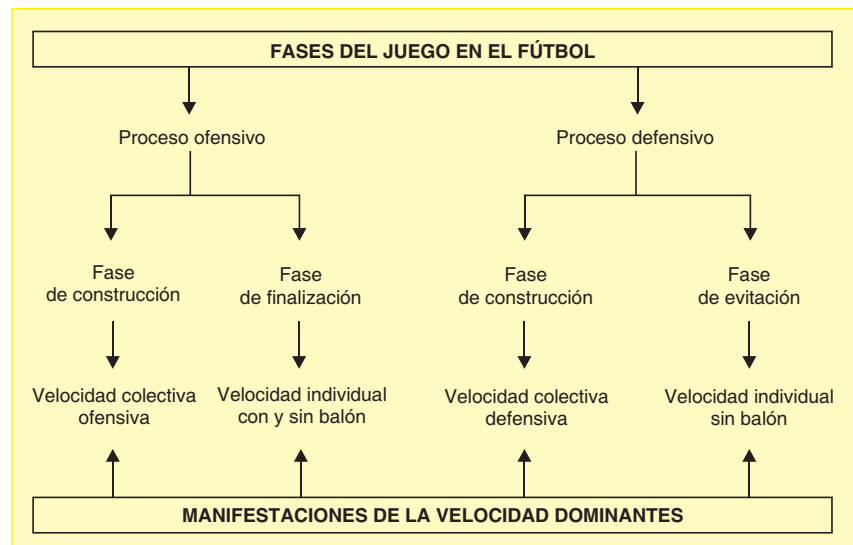 FASES DEL JUEGO EN EL FÚTBOL
Proceso ofensivo
Proceso defensivo
Fase
de construcción
Fase
de finalización
Fase
de construcción
Fase
de evitación
Velocidad colectiva
ofensiva
Velocidad individual
con y sin balón
Velocidad colectiva
defensiva
Velocidad individual
sin balón
MANIFESTACIONES DE LA VELOCIDAD DOMINANTES